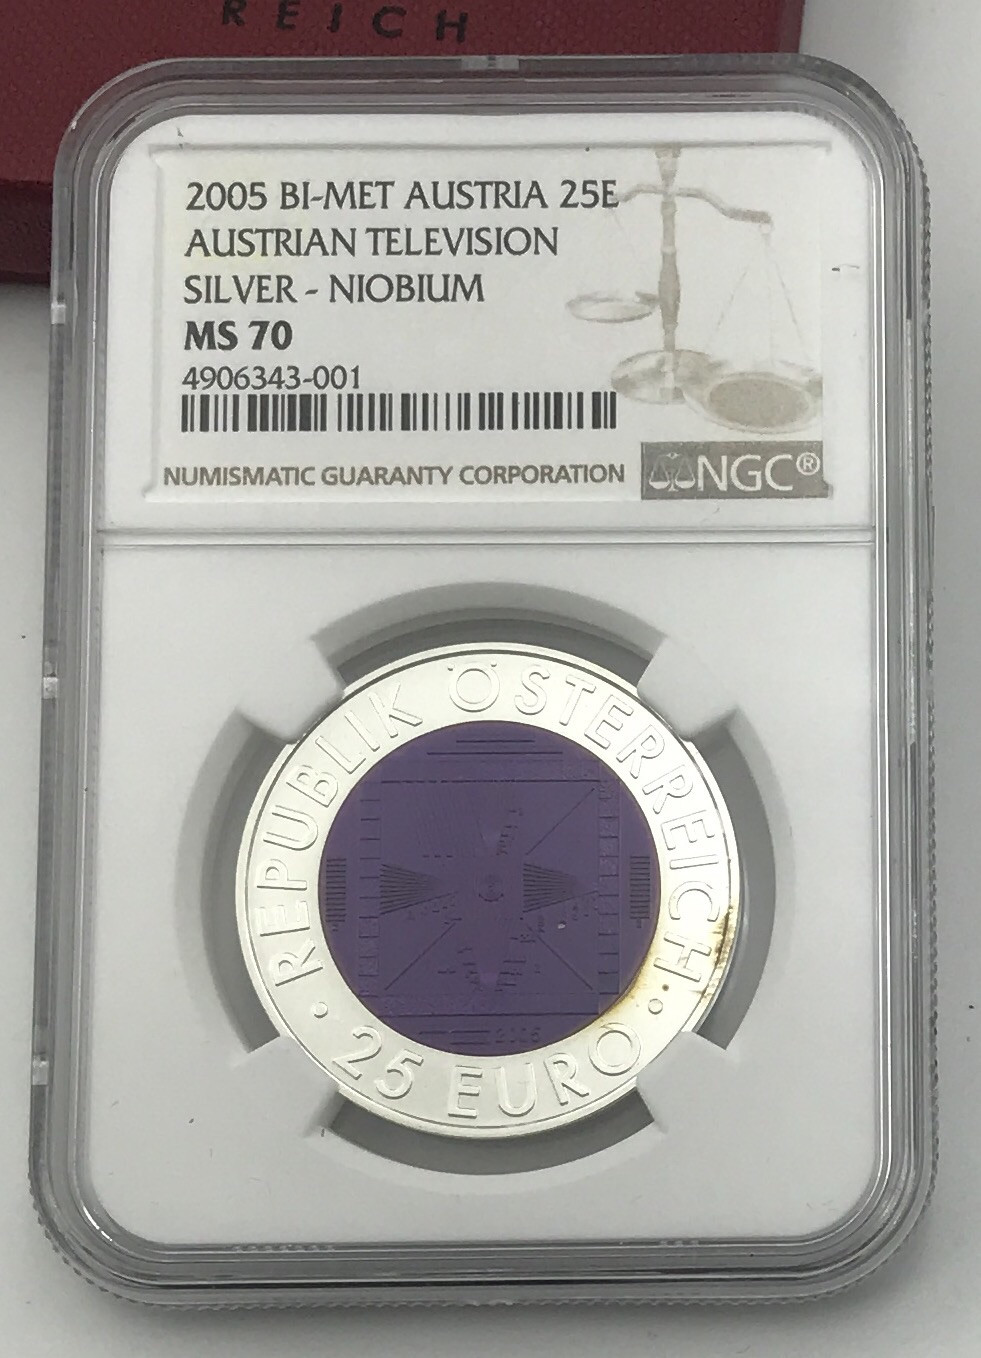 REICH
2005 BI-MET AUSTRIA 25E
AUSTRIAN TELEVISION
SILVER - NIOBIUM
MS 70
4906343-001
NUMISMATIC GUARANTY CORPORATION
NGC®
· REPUBLIK ÖSTERREICH ·
25 EURO
2005